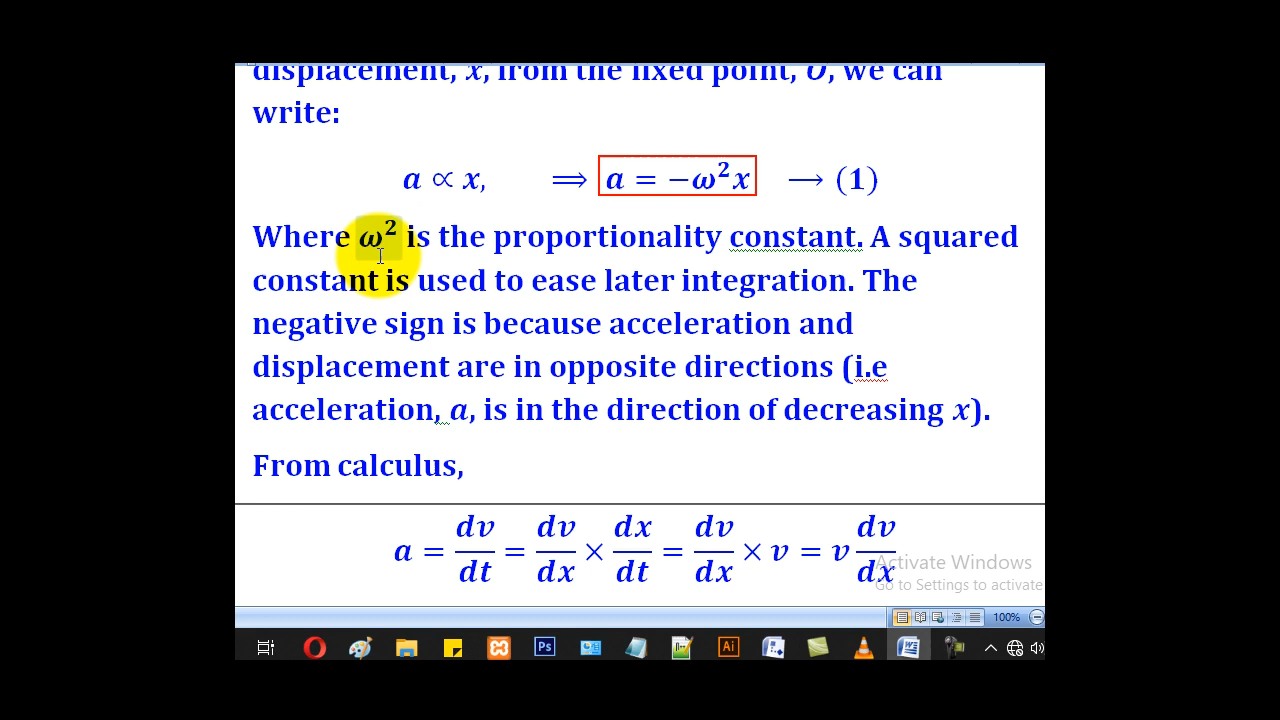 displacement, x, from the fixed point, O, we can
write:
a ∝ x, ⟹ a = −ω²x ⟶ (1)
Where ω² is the proportionality constant. A squared
constant is used to ease later integration. The
negative sign is because acceleration and
displacement are in opposite directions (i.e
acceleration, a, is in the direction of decreasing x).
From calculus,
a = dv/dt = dv/dx × dx/dt = dv/dx × v = v dv/dx
Activate Windows
Go to Settings to activate
100%
Ps
Ai